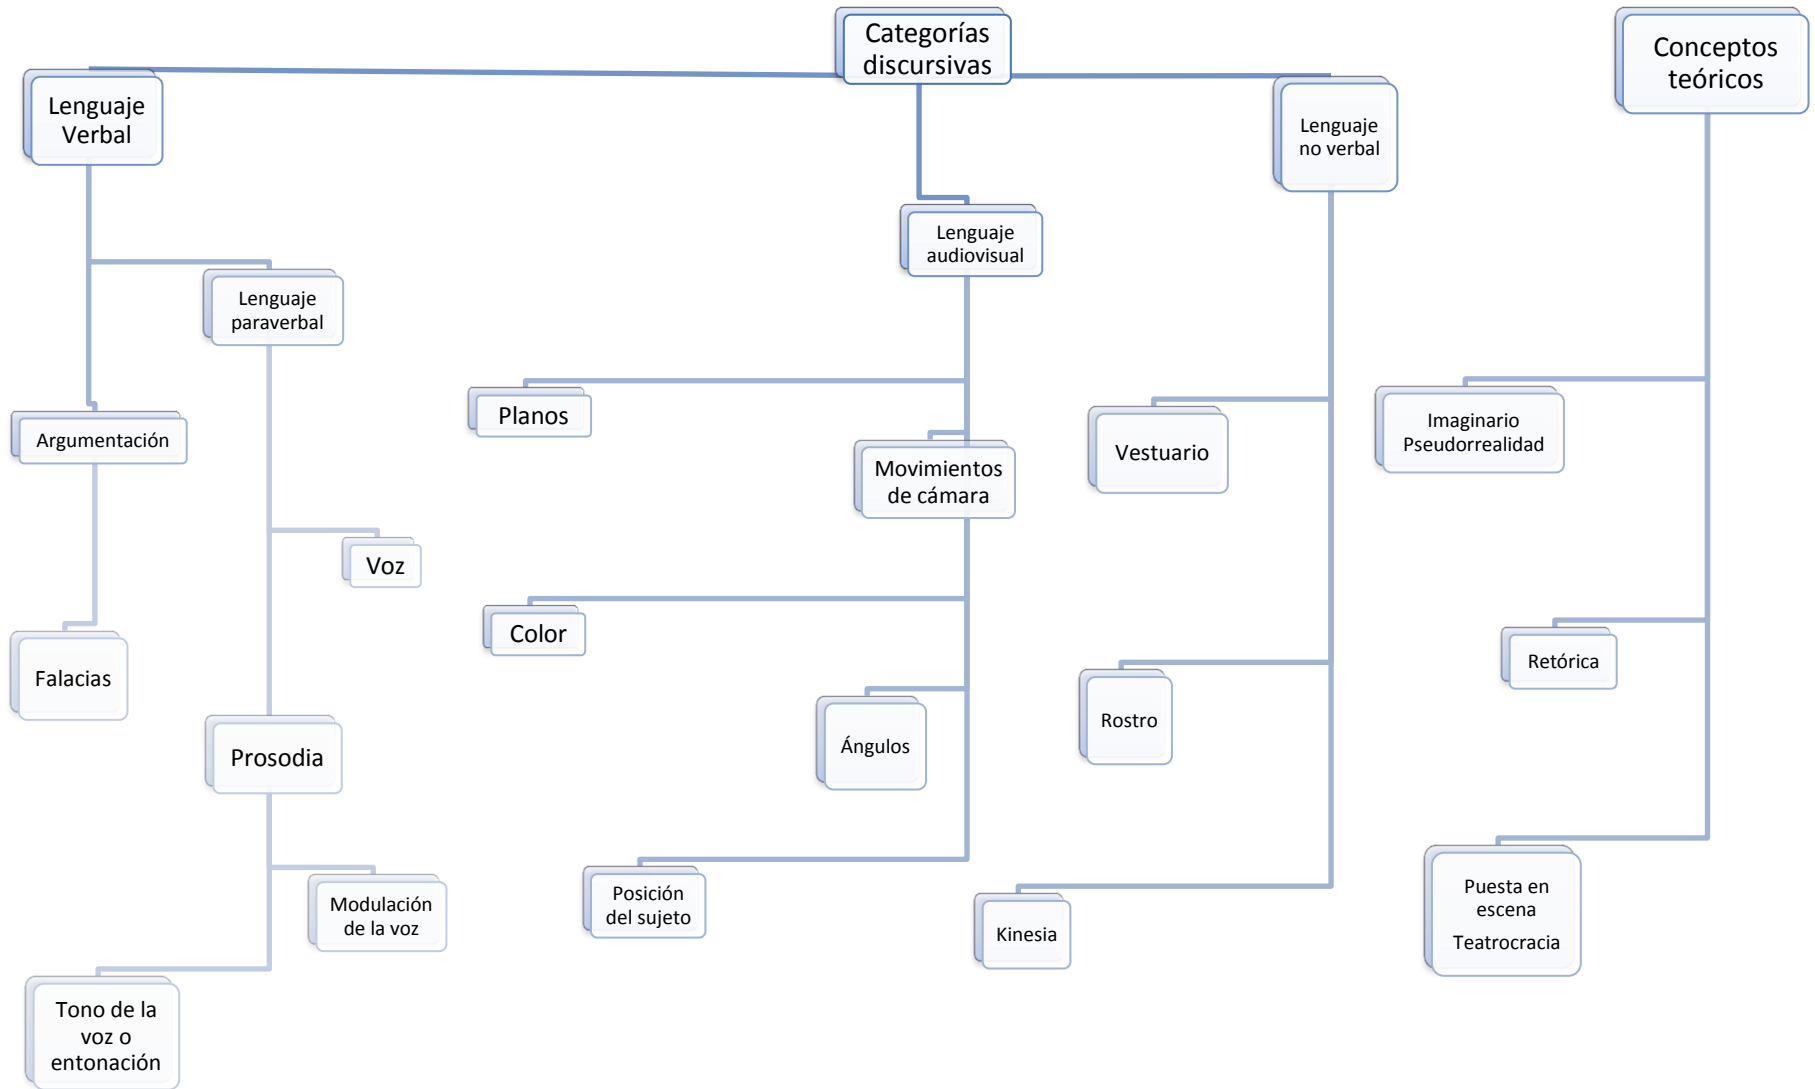 Categorías
discursivas
Conceptos
teóricos
Lenguaje
Verbal
Lenguaje
no verbal
Lenguaje
audiovisual
Lenguaje
paraverbal
Planos
Argumentación
Movimientos
de cámara
Vestuario
Imaginario
Pseudorrealidad
Voz
Color
Falacias
Retórica
Prosodia
Ángulos
Rostro
Modulación
de la voz
Posición
del sujeto
Kinesia
Puesta en
escena
Teatrocracia
Tono de la
voz o
entonación